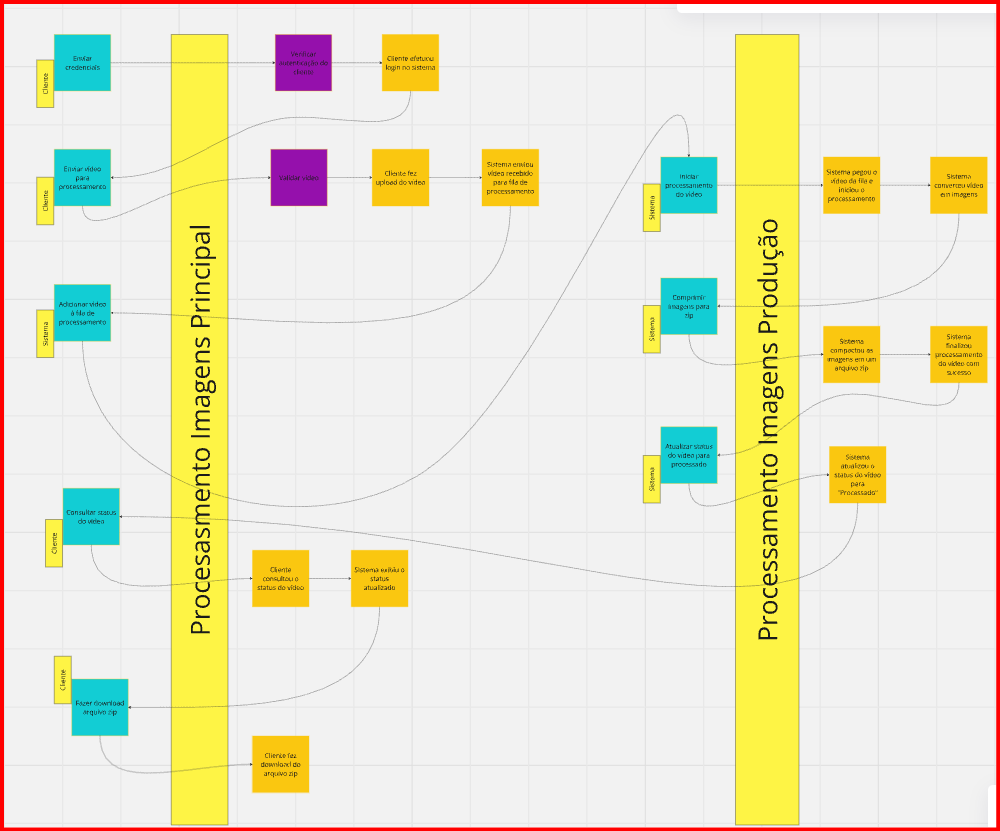 Enviar
credenciais
Cliente
Verificar
autenticação do
cliente
Cliente efetuou
login no sistema
Enviar vídeo
para
processamento
Cliente
Validar vídeo
Cliente fez
upload do vídeo
Sistema enviou
vídeo recebido
para fila de
processamento
Adicionar vídeo
à fila de
processamento
Sistema
Procesasmento Imagens Principal
Consultar status
do vídeo
Cliente
Cliente
consultou o
status do vídeo
Sistema exibiu o
status
atualizado
Cliente
Fazer download
arquivo zip
Cliente fez
download do
arquivo zip
Iniciar
processamento
do vídeo
Sistema
Sistema pegou o
vídeo da fila e
iniciou o
processamento
Sistema
converteu vídeo
em imagens
Comprimir
imagens para
zip
Sistema
Sistema
compactou as
imagens em um
arquivo zip
Sistema
finalizou
processamento
do vídeo com
sucesso
Processamento Imagens Produção
Atualizar status
do vídeo para
processado
Sistema
Sistema
atualizou o
status do vídeo
para
"Processado"